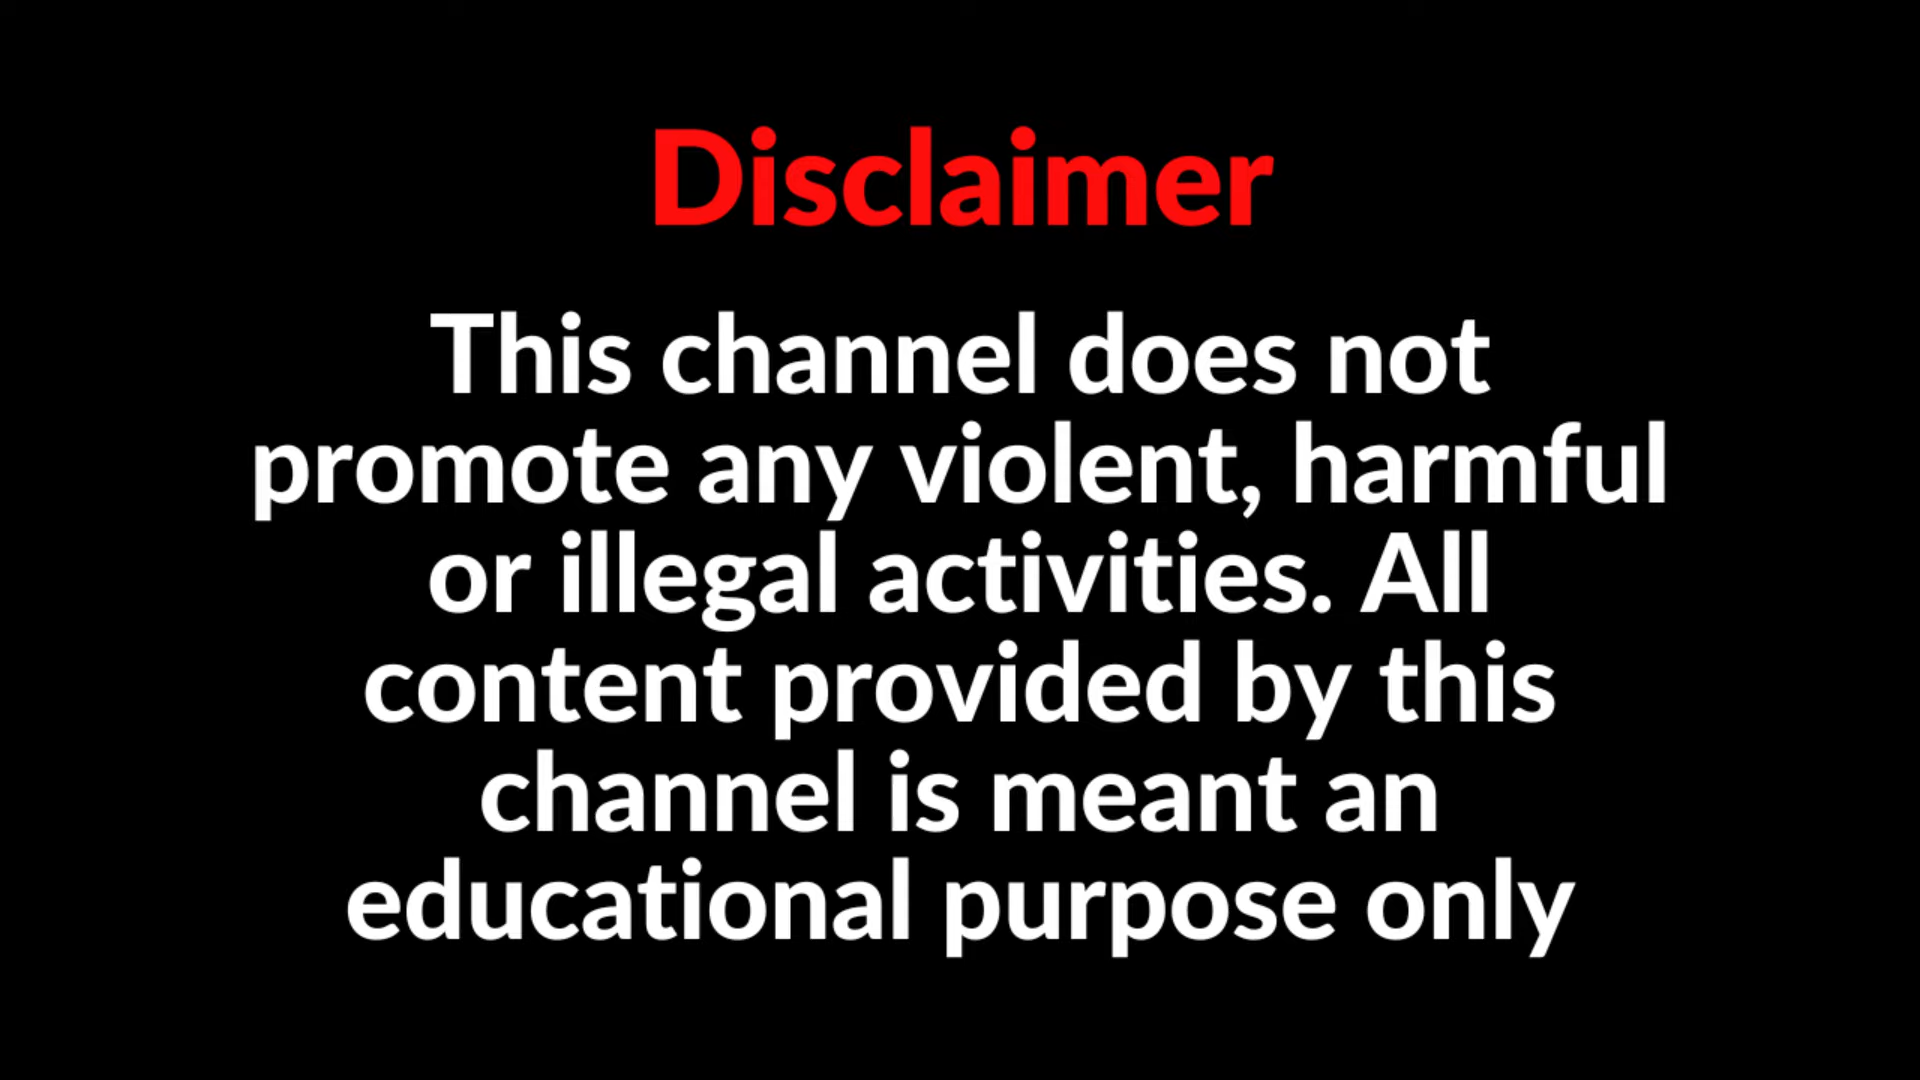 Disclaimer
This channel does not
promote any violent, harmful
or illegal activities. All
content provided by this
channel is meant an
educational purpose only